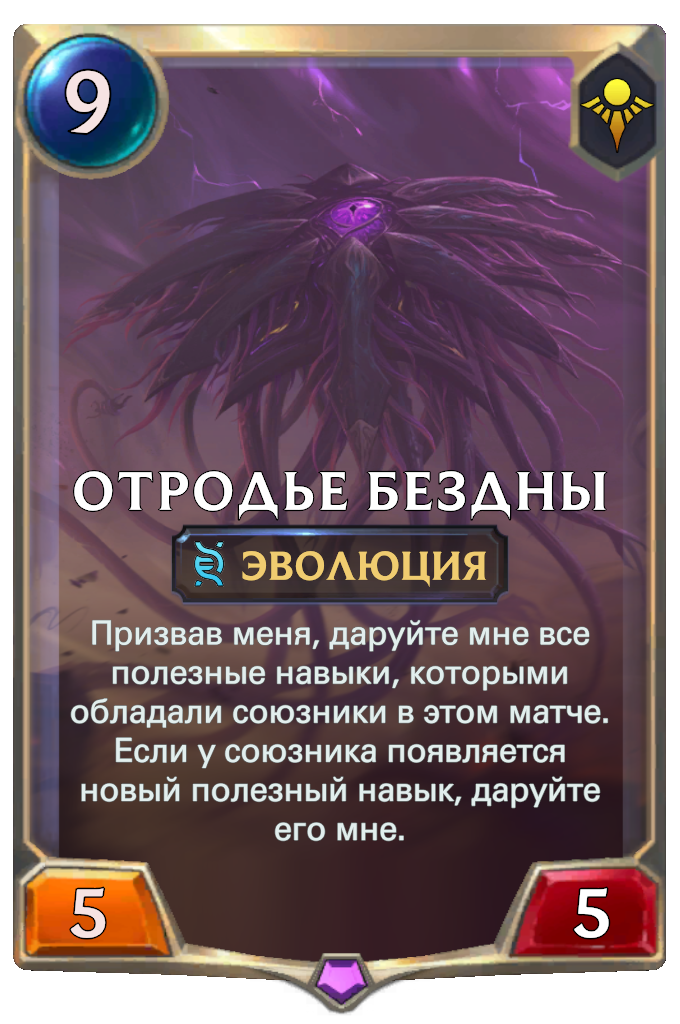 9
ОТРОДЬЕ БЕЗДНЫ
ЭВОЛЮЦИЯ
Призвав меня, даруйте мне все
полезные навыки, которыми
обладали союзники в этом матче.
Если у союзника появляется
новый полезный навык, даруйте
его мне.
5 5